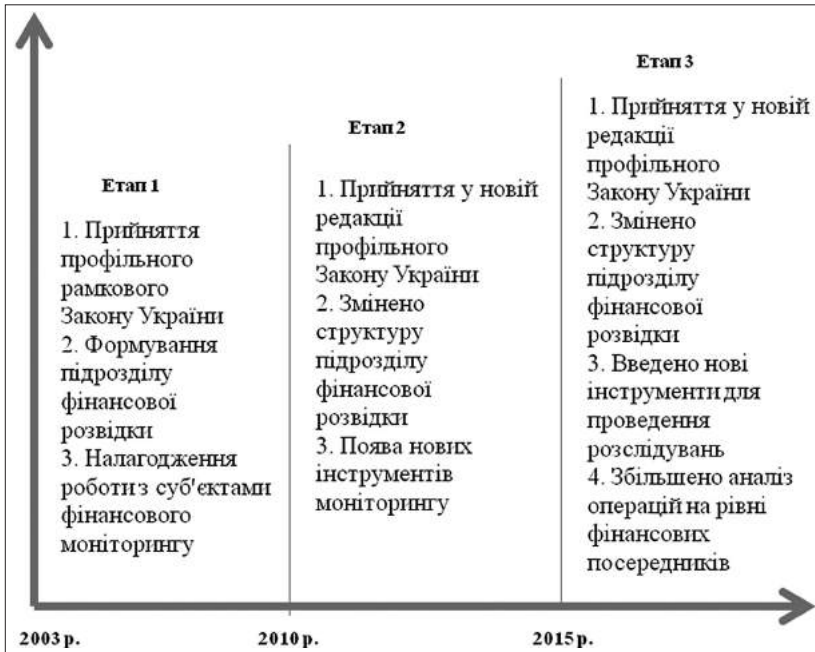 Етап 1
1. Прийняття
профільного
рамкового
Закону України
2. Формування
підрозділу
фінансової
розвідки
3. Налагодження
роботи з суб'єктами
фінансового
моніторингу
Етап 2
1. Прийняття у новій
редакції
профільного
Закону України
2. Змінено
структуру
підрозділу
фінансової
розвідки
3. Поява нових
інструментів
моніторингу
Етап 3
1. Прийняття у новій
редакції
профільного
Закону України
2. Змінено
структуру
підрозділу
фінансової
розвідки
3. Введено нові
інструменти для
проведення
розслідувань
4. Збільшено аналіз
операцій на рівні
фінансових
посередників
2003 р.
2010 р.
2015 р.